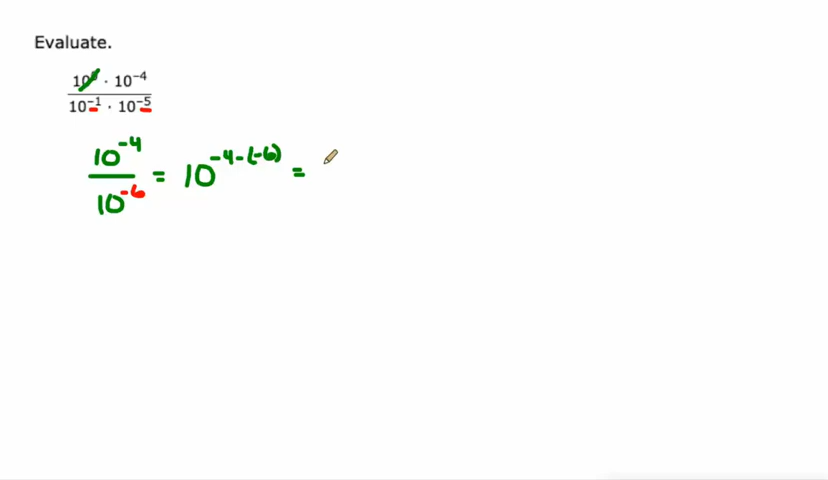 Evaluate.
10⁰ · 10⁻⁴
10⁻¹ · 10⁻⁵
10⁻⁴ / 10⁻⁶ = 10⁻⁴⁻⁽⁻⁶⁾ =